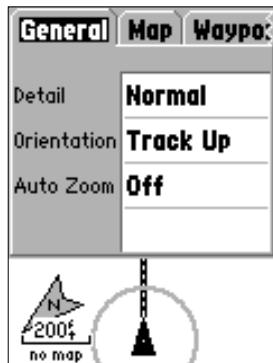 General Map Waypo
Detail Normal
Orientation Track Up
Auto Zoom Off
N
200ft
no map